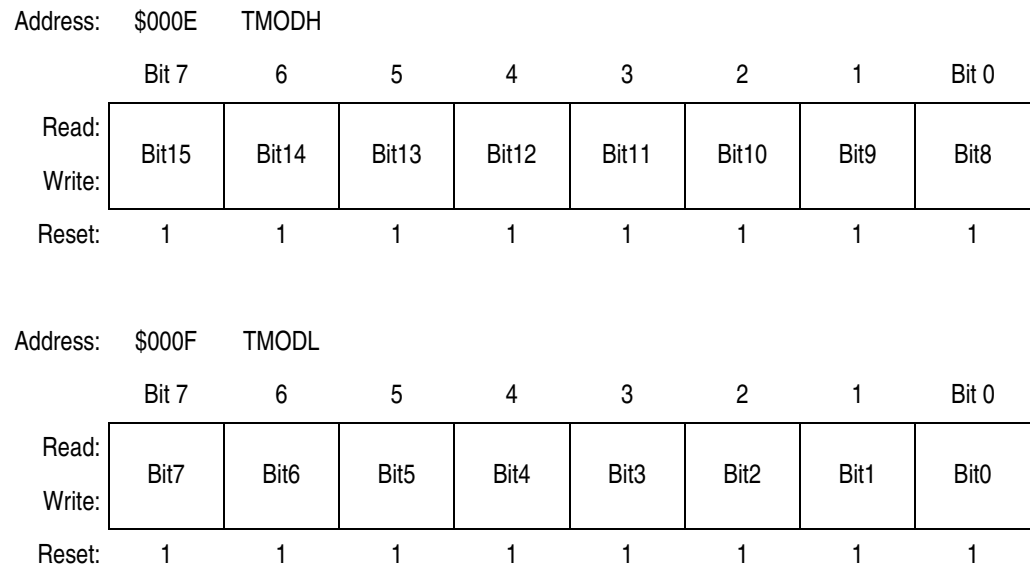 Address: $000E TMODH
Bit 7 6 5 4 3 2 1 Bit 0
Read:
Bit15 Bit14 Bit13 Bit12 Bit11 Bit10 Bit9 Bit8
Write:
Reset: 1 1 1 1 1 1 1 1
Address: $000F TMODL
Bit 7 6 5 4 3 2 1 Bit 0
Read:
Bit7 Bit6 Bit5 Bit4 Bit3 Bit2 Bit1 Bit0
Write:
Reset: 1 1 1 1 1 1 1 1